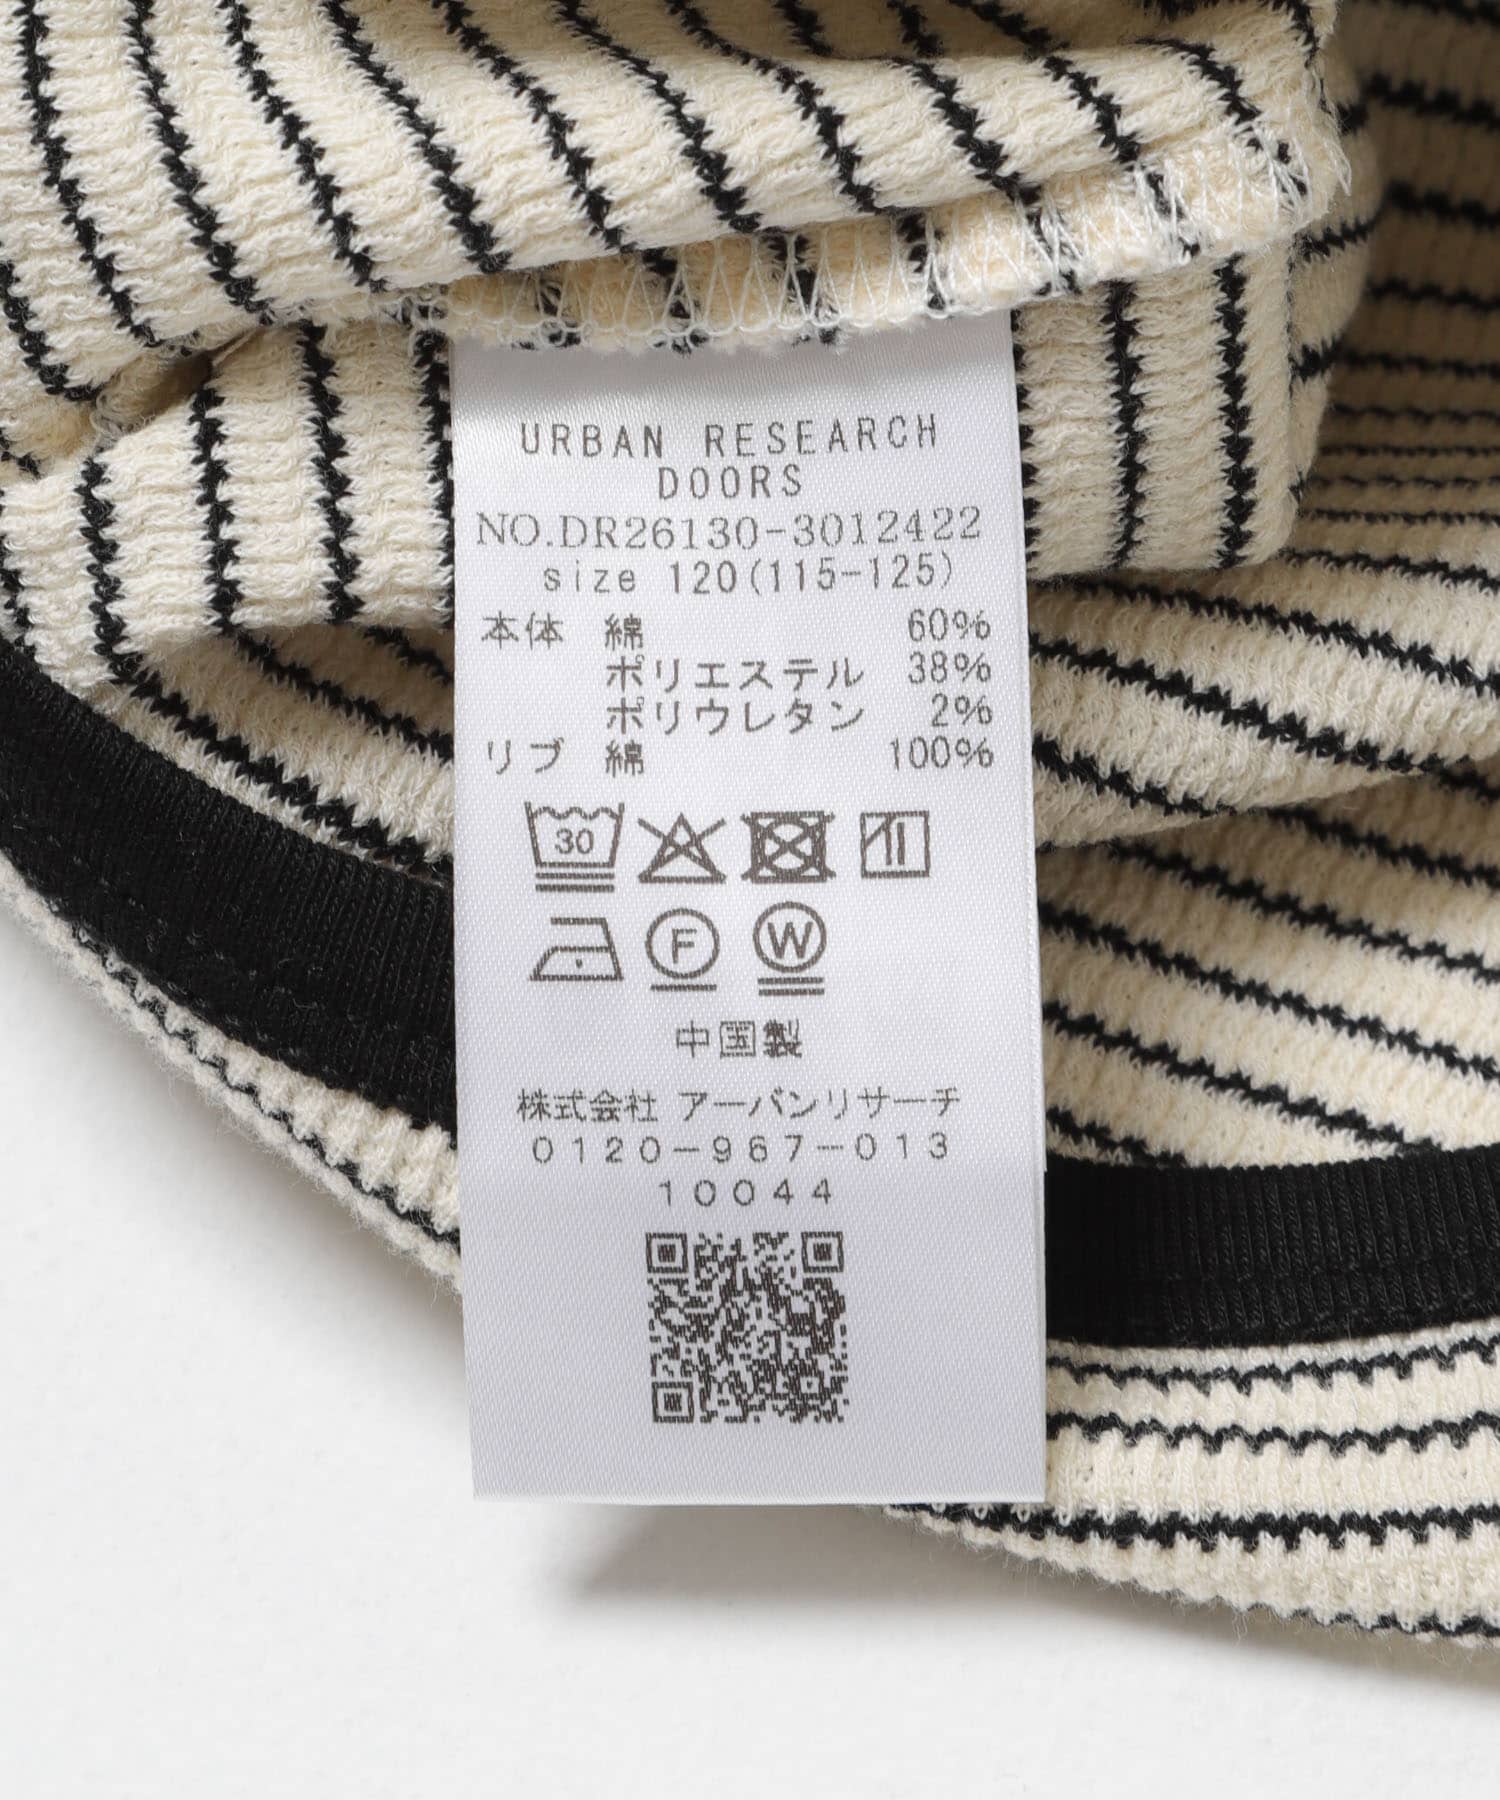 URBAN RESEARCH
DOORS
NO.DR26130-3012422
size 120(115-125)
本体 綿 60%
ポリエステル 38%
ポリウレタン 2%
リブ 綿 100%
30
F W
中国製
株式会社 アーバンリサーチ
0120-967-013
10044